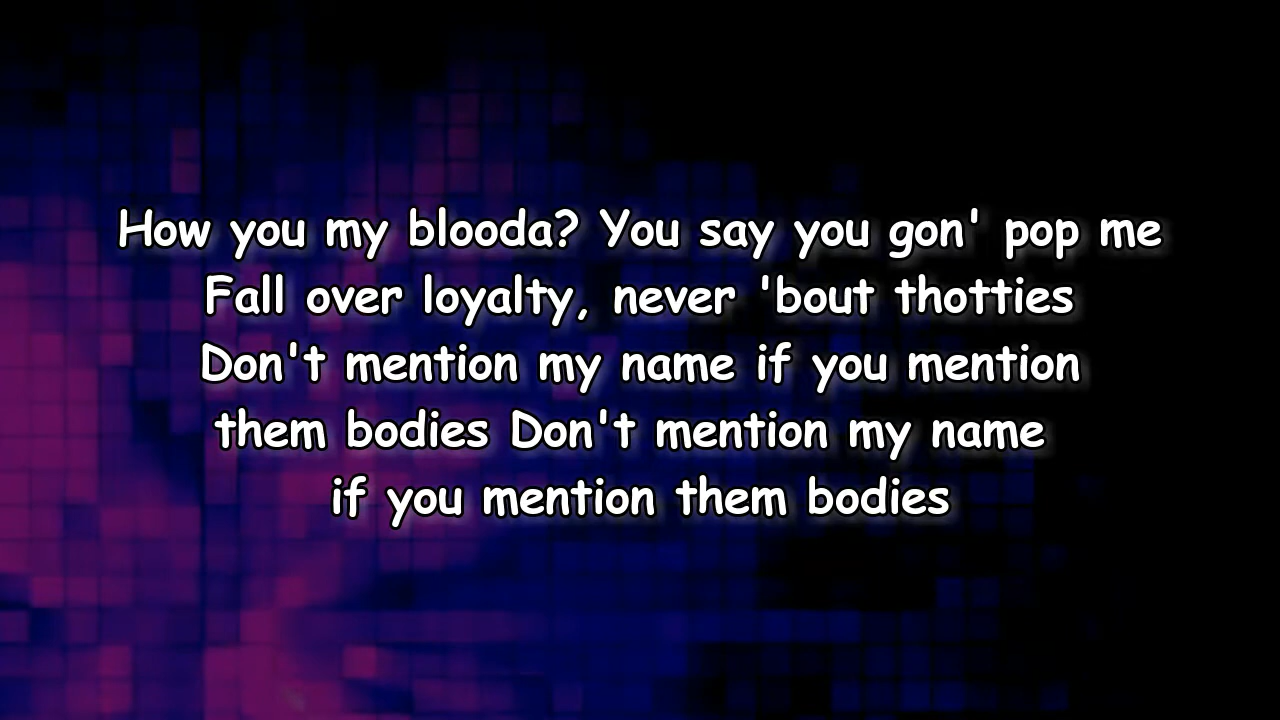 How you my blooda? You say you gon' pop me
Fall over loyalty, never 'bout thotties
Don't mention my name if you mention
them bodies Don't mention my name
if you mention them bodies